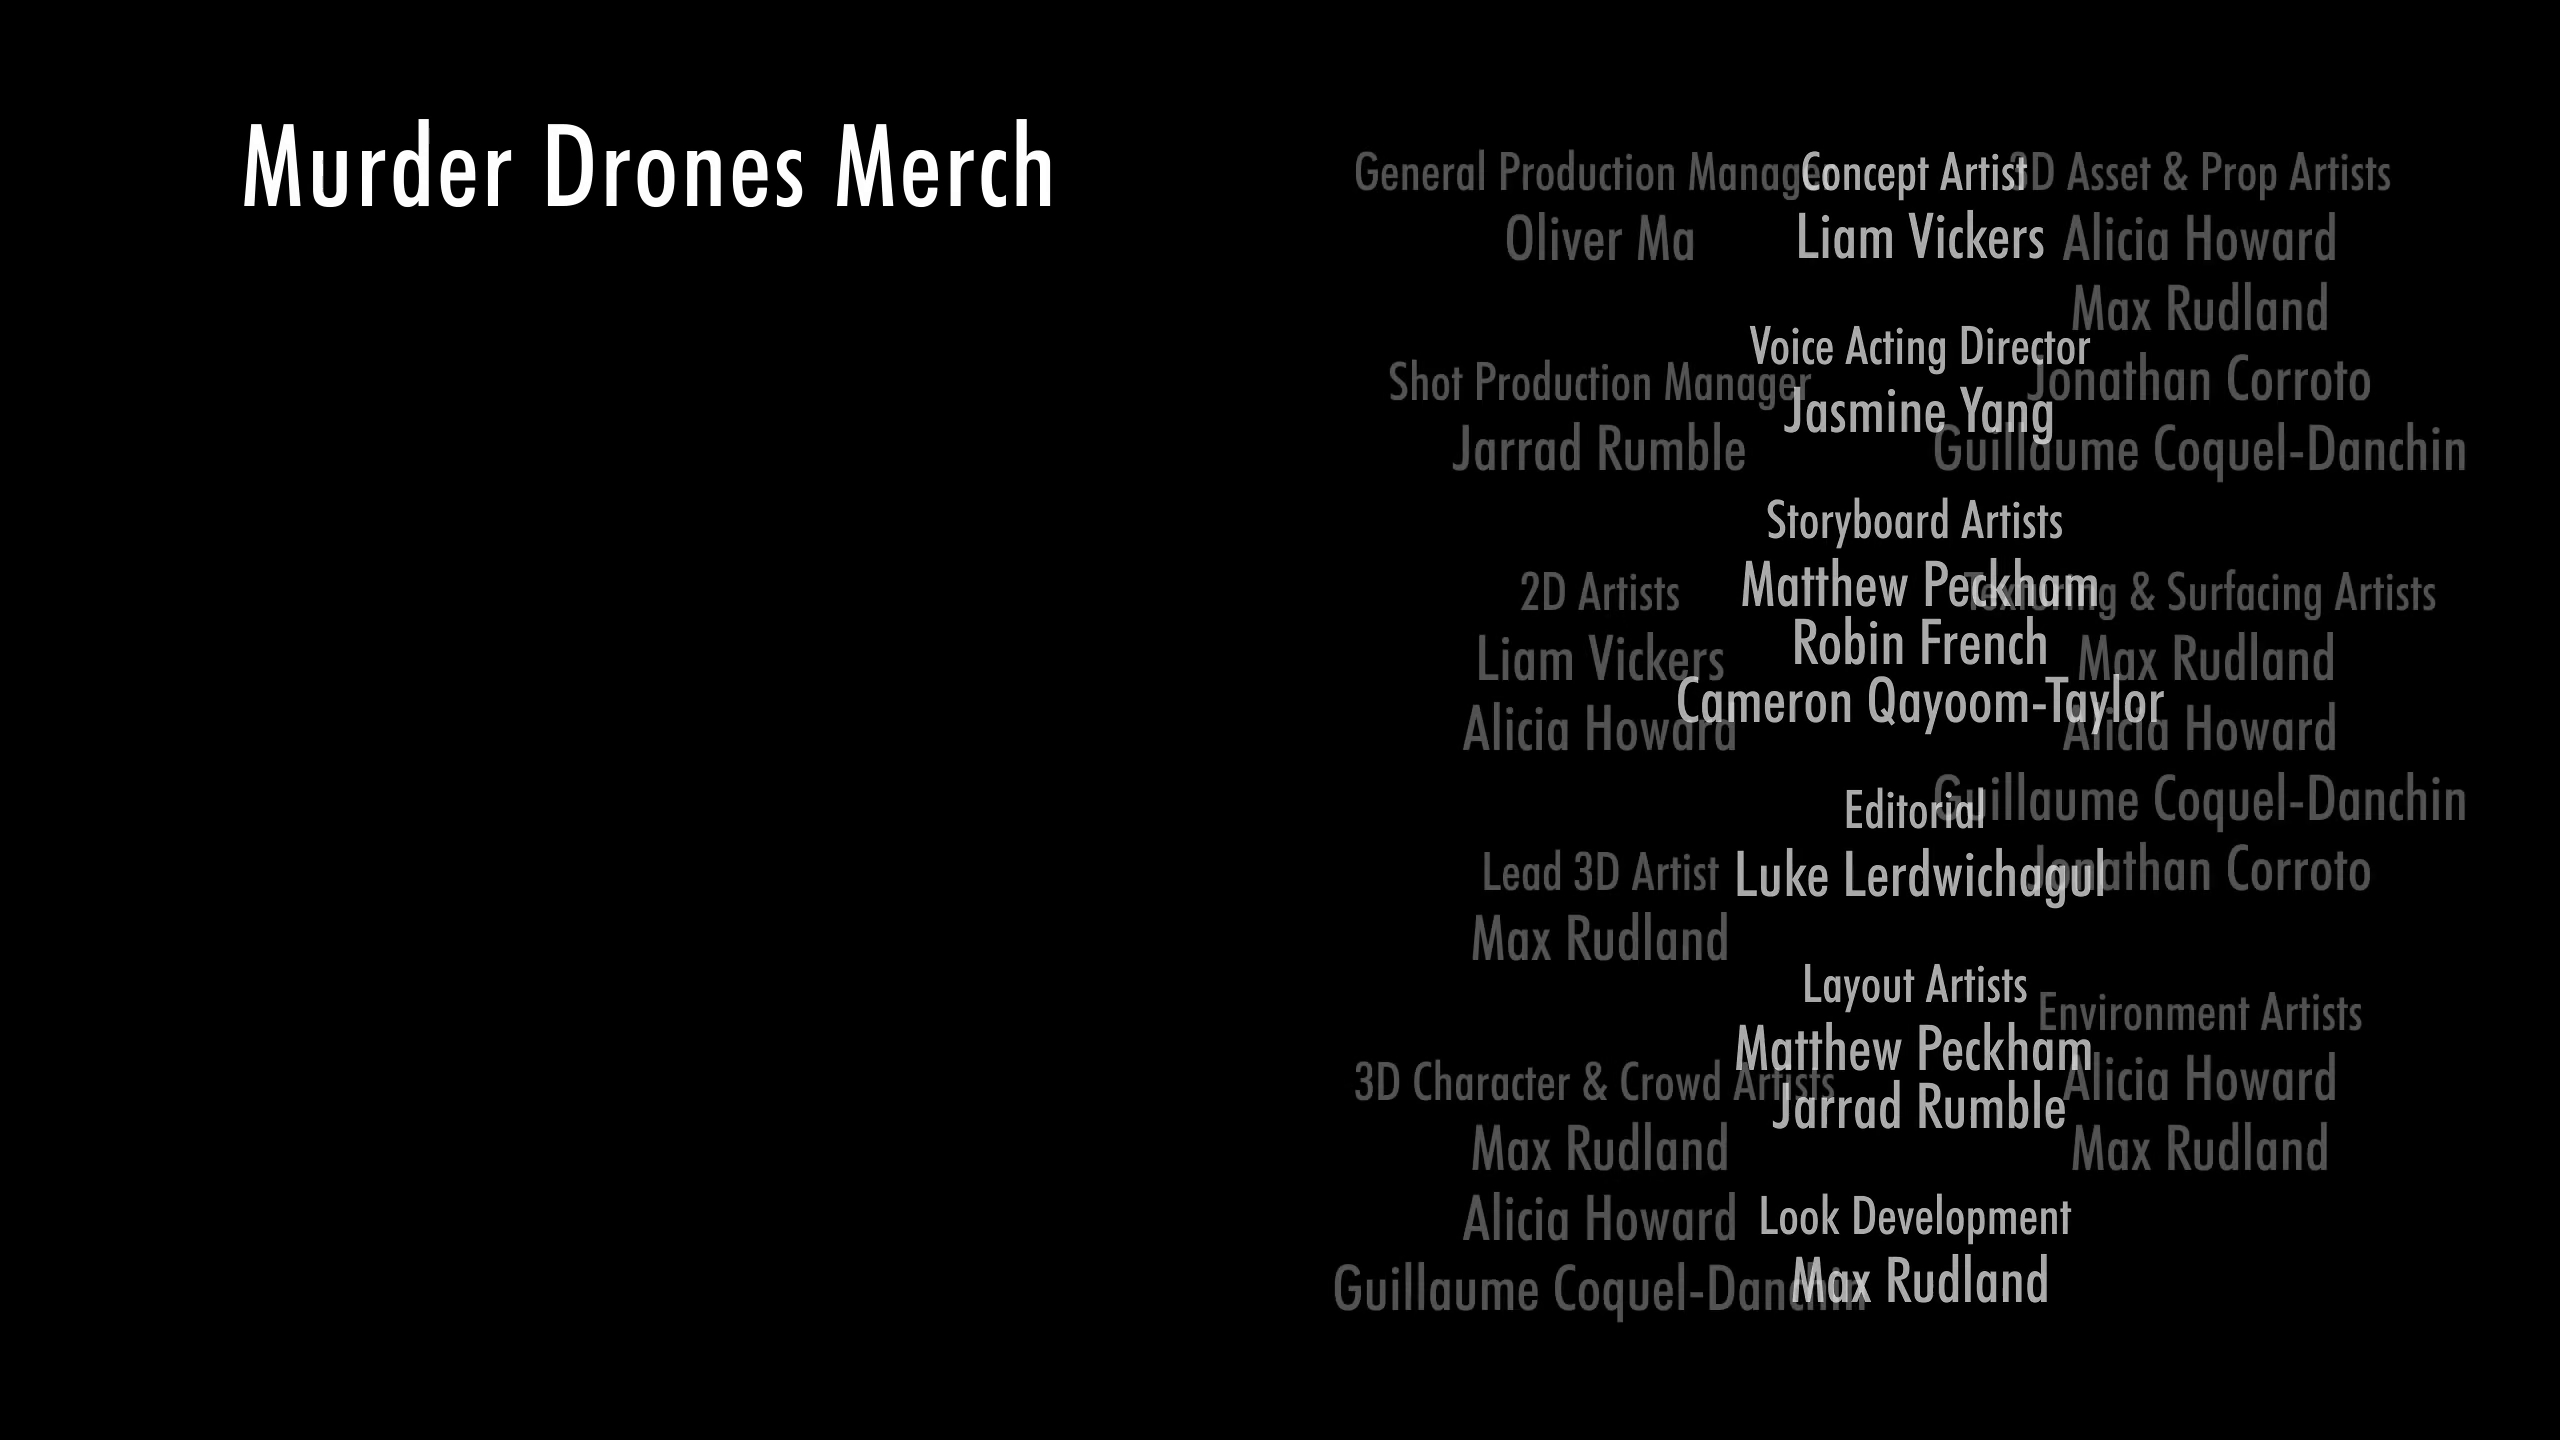 Murder Drones Merch
Concept Artist
Liam Vickers
Voice Acting Director
Jasmine Yang
Storyboard Artists
Matthew Peckham
Robin French
Cameron Qayoom-Taylor
Editorial
Luke Lerdwichagul
Layout Artists
Matthew Peckham
Jarrad Rumble
Look Development
Max Rudland
General Production Manager
Oliver Ma
Shot Production Manager
Jarrad Rumble
2D Artists
Liam Vickers
Alicia Howard
Lead 3D Artist
Max Rudland
3D Character & Crowd Artists
Max Rudland
Alicia Howard
Guillaume Coquel-Danchin
3D Asset & Prop Artists
Alicia Howard
Max Rudland
Jonathan Corroto
Guillaume Coquel-Danchin
Texturing & Surfacing Artists
Max Rudland
Alicia Howard
Guillaume Coquel-Danchin
Jonathan Corroto
Environment Artists
Alicia Howard
Max Rudland